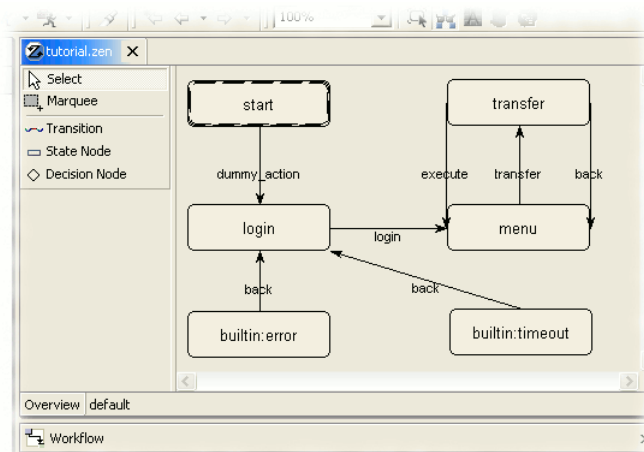 100%
tutorial.zen
Select
Marquee
Transition
State Node
Decision Node
start
transfer
dummy_action
execute
transfer
back
login
login
menu
back
back
builtin:error
builtin:timeout
Overview
default
Workflow